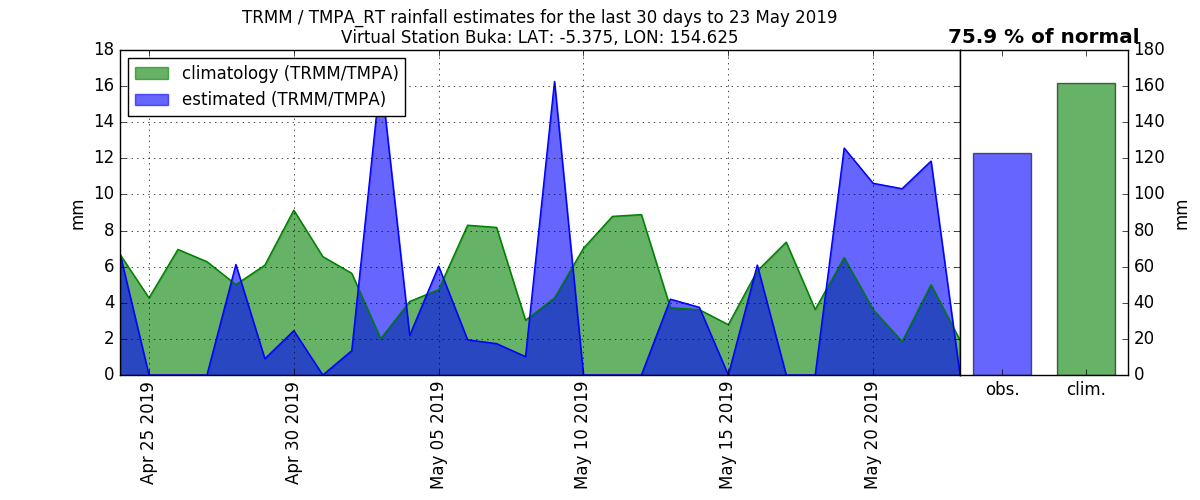 TRMM / TMPA_RT rainfall estimates for the last 30 days to 23 May 2019
Virtual Station Buka: LAT: -5.375, LON: 154.625
75.9 % of normal
climatology (TRMM/TMPA)
estimated (TRMM/TMPA)
18
16
14
12
10
8
6
4
2
0
mm
Apr 25 2019
Apr 30 2019
May 05 2019
May 10 2019
May 15 2019
May 20 2019
obs.
clim.
180
160
140
120
100
80
60
40
20
0
mm